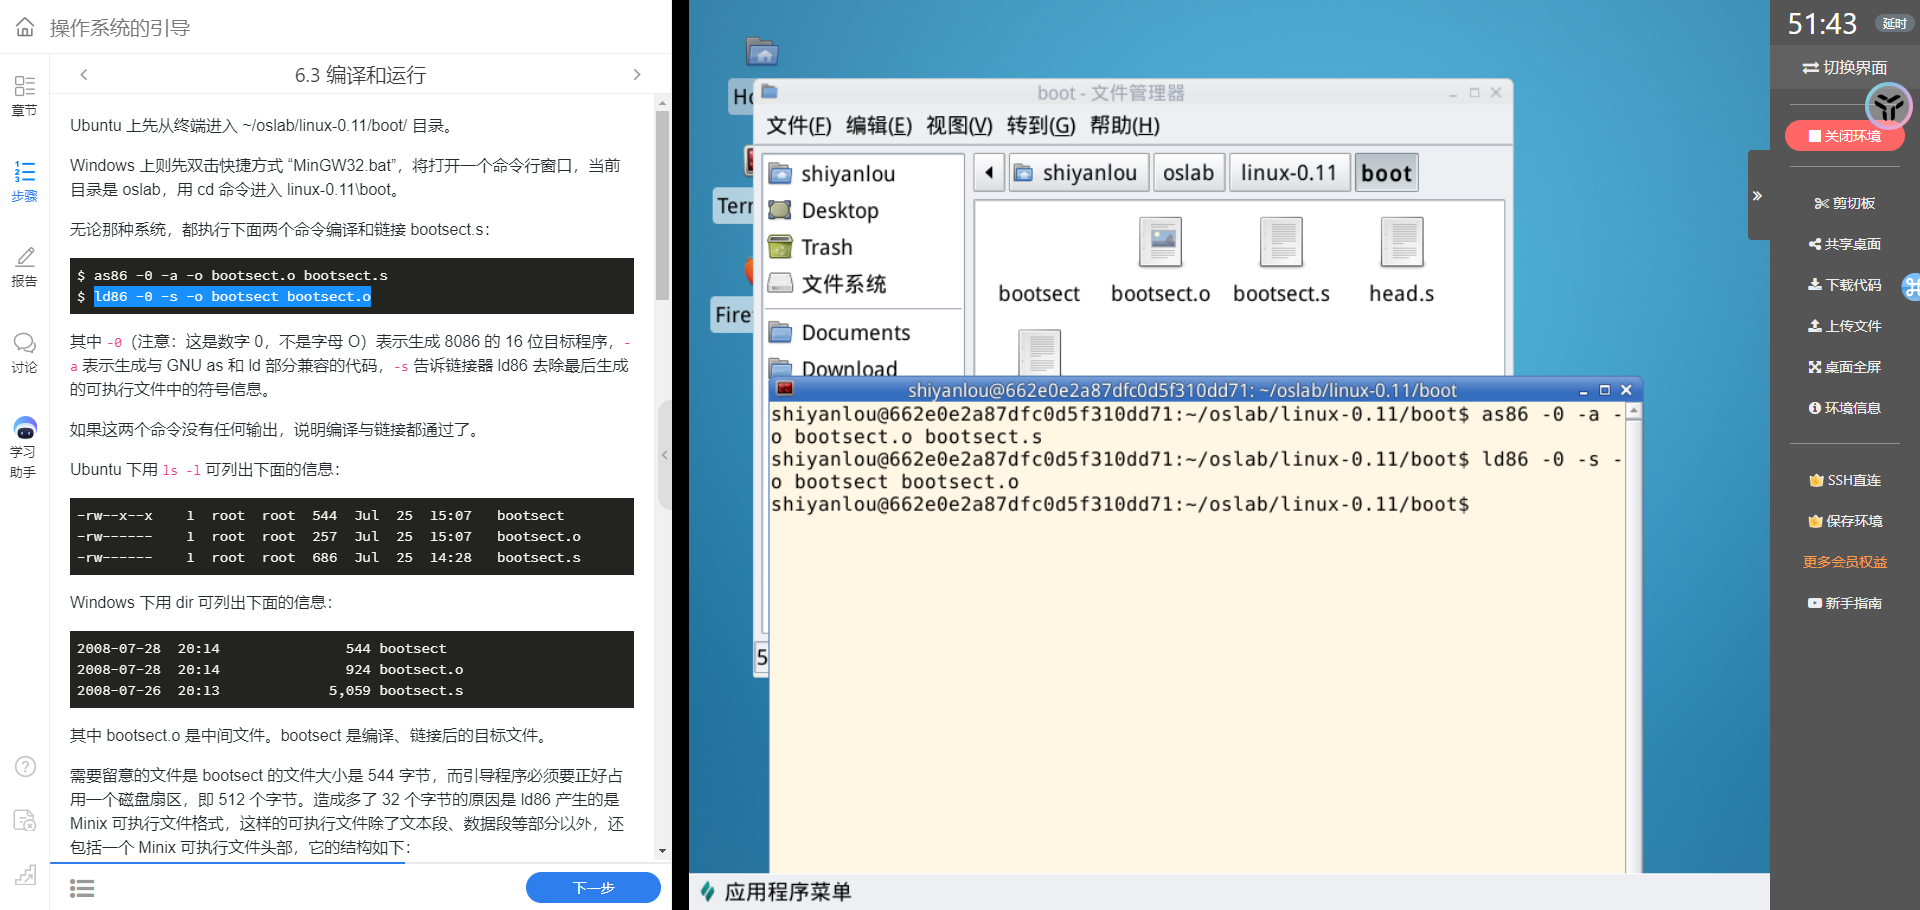 操作系统的引导
章节
步骤
报告
讨论
学习
助手
6.3 编译和运行
Ubuntu 上先从终端进入 ~/oslab/linux-0.11/boot/ 目录。
Windows 上则先双击快捷方式 “MinGW32.bat”，将打开一个命令行窗口，当前
目录是 oslab，用 cd 命令进入 linux-0.11\boot。
无论那种系统，都执行下面两个命令编译和链接 bootsect.s：
$ as86 -0 -a -o bootsect.o bootsect.s
$ ld86 -0 -s -o bootsect bootsect.o
其中 -0（注意：这是数字 0，不是字母 O）表示生成 8086 的 16 位目标程序，-
a 表示生成与 GNU as 和 ld 部分兼容的代码，-s 告诉链接器 ld86 去除最后生成
的可执行文件中的符号信息。
如果这两个命令没有任何输出，说明编译与链接都通过了。
Ubuntu 下用 ls -l 可列出下面的信息：
-rw--x--x    1  root  root  544  Jul  25  15:07   bootsect
-rw------    1  root  root  257  Jul  25  15:07   bootsect.o
-rw------    1  root  root  686  Jul  25  14:28   bootsect.s
Windows 下用 dir 可列出下面的信息：
2008-07-28  20:14               544 bootsect
2008-07-28  20:14               924 bootsect.o
2008-07-26  20:13             5,059 bootsect.s
其中 bootsect.o 是中间文件。bootsect 是编译、链接后的目标文件。
需要留意的文件是 bootsect 的文件大小是 544 字节，而引导程序必须要正好占
用一个磁盘扇区，即 512 个字节。造成多了 32 个字节的原因是 ld86 产生的是
Minix 可执行文件格式，这样的可执行文件除了文本段、数据段等部分以外，还
包括一个 Minix 可执行文件头部，它的结构如下：
下一步
Ho
Tern
Fire
boot - 文件管理器
文件(F) 编辑(E) 视图(V) 转到(G) 帮助(H)
shiyanlou
Desktop
Trash
文件系统
Documents
Download
shiyanlou oslab linux-0.11 boot
bootsect bootsect.o bootsect.s head.s
5
shiyanlou@662e0e2a87dfc0d5f310dd71: ~/oslab/linux-0.11/boot
shiyanlou@662e0e2a87dfc0d5f310dd71:~/oslab/linux-0.11/boot$ as86 -0 -a -
o bootsect.o bootsect.s
shiyanlou@662e0e2a87dfc0d5f310dd71:~/oslab/linux-0.11/boot$ ld86 -0 -s -
o bootsect bootsect.o
shiyanlou@662e0e2a87dfc0d5f310dd71:~/oslab/linux-0.11/boot$
应用程序菜单
51:43 延时
切换界面
关闭环境
剪切板
共享桌面
下载代码
上传文件
桌面全屏
环境信息
SSH直连
保存环境
更多会员权益
新手指南